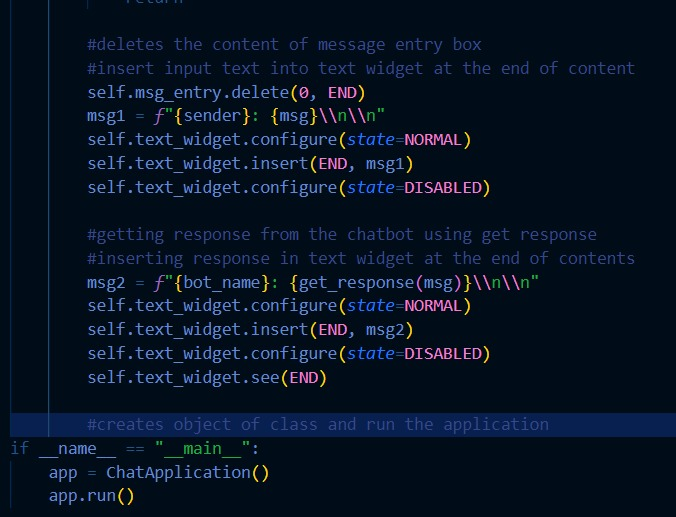 return
#deletes the content of message entry box
#insert input text into text widget at the end of content
self.msg_entry.delete(0, END)
msg1 = f"{sender}: {msg}\\n\\n"
self.text_widget.configure(state=NORMAL)
self.text_widget.insert(END, msg1)
self.text_widget.configure(state=DISABLED)
#getting response from the chatbot using get response
#inserting response in text widget at the end of contents
msg2 = f"{bot_name}: {get_response(msg)}\\n\\n"
self.text_widget.configure(state=NORMAL)
self.text_widget.insert(END, msg2)
self.text_widget.configure(state=DISABLED)
self.text_widget.see(END)
#creates object of class and run the application
if __name__ == "__main__":
app = ChatApplication()
app.run()